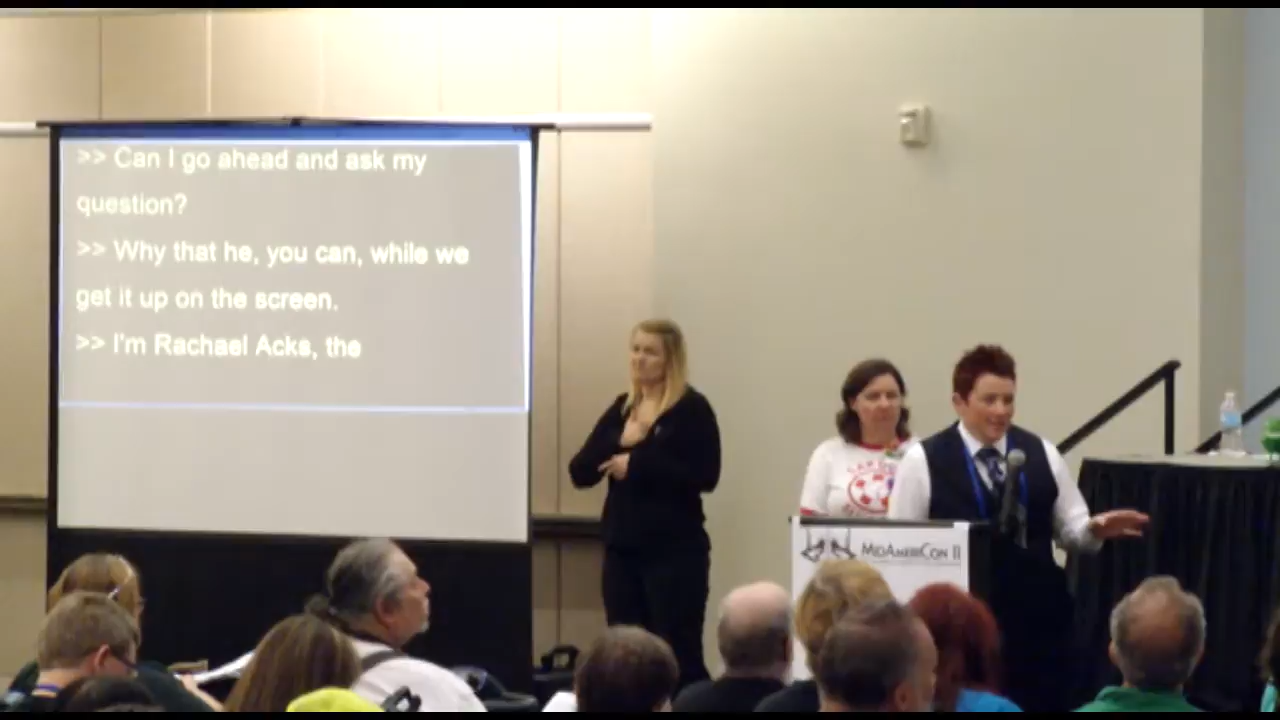 >> Can I go ahead and ask my
question?
>> Why that he, you can, while we
get it up on the screen.
>> I'm Rachael Acks, the
MIDAMERICON II